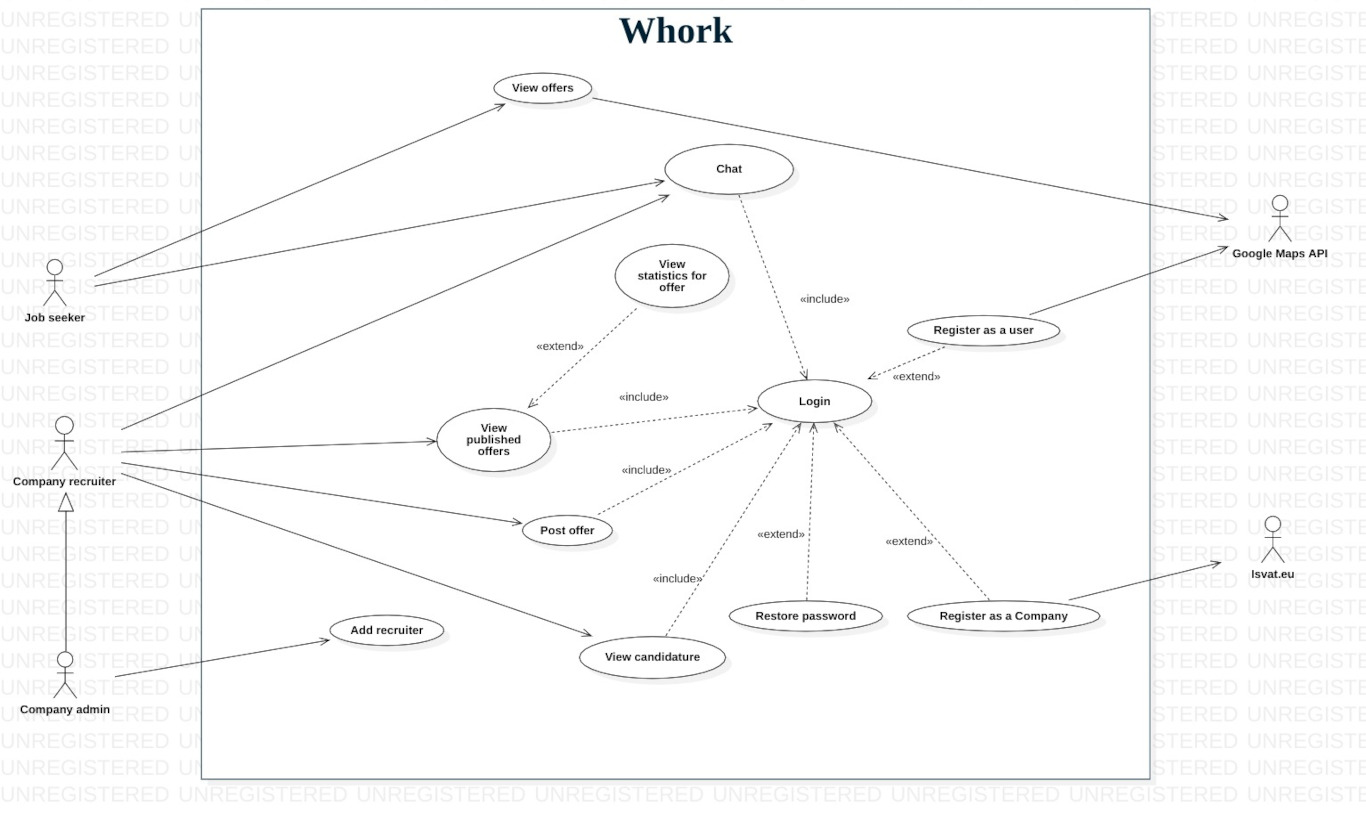 Whork
View offers
Chat
Job seeker
View
statistics for
offer
Google Maps API
«include»
Register as a user
«extend»
«extend»
Login
«include»
Company recruiter
View
published
offers
«include»
Post offer
«extend»
«extend»
Isvat.eu
«include»
Restore password
Register as a Company
Add recruiter
View candidature
Company admin
UNREGISTERED UNREGISTERED UNREGISTERED UNREGISTERED UNREGISTERED UNREGISTERED UNREGISTERED